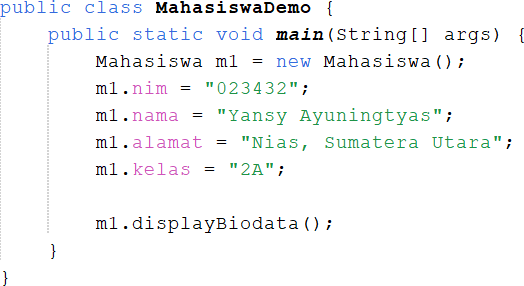 public class MahasiswaDemo {
    public static void main(String[] args) {
        Mahasiswa m1 = new Mahasiswa();
        m1.nim = "023432";
        m1.nama = "Yansy Ayuningtyas";
        m1.alamat = "Nias, Sumatera Utara";
        m1.kelas = "2A";

        m1.displayBiodata();
    }
}